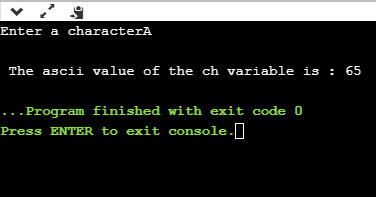 Enter a characterA
The ascii value of the ch variable is : 65
...Program finished with exit code 0
Press ENTER to exit console.